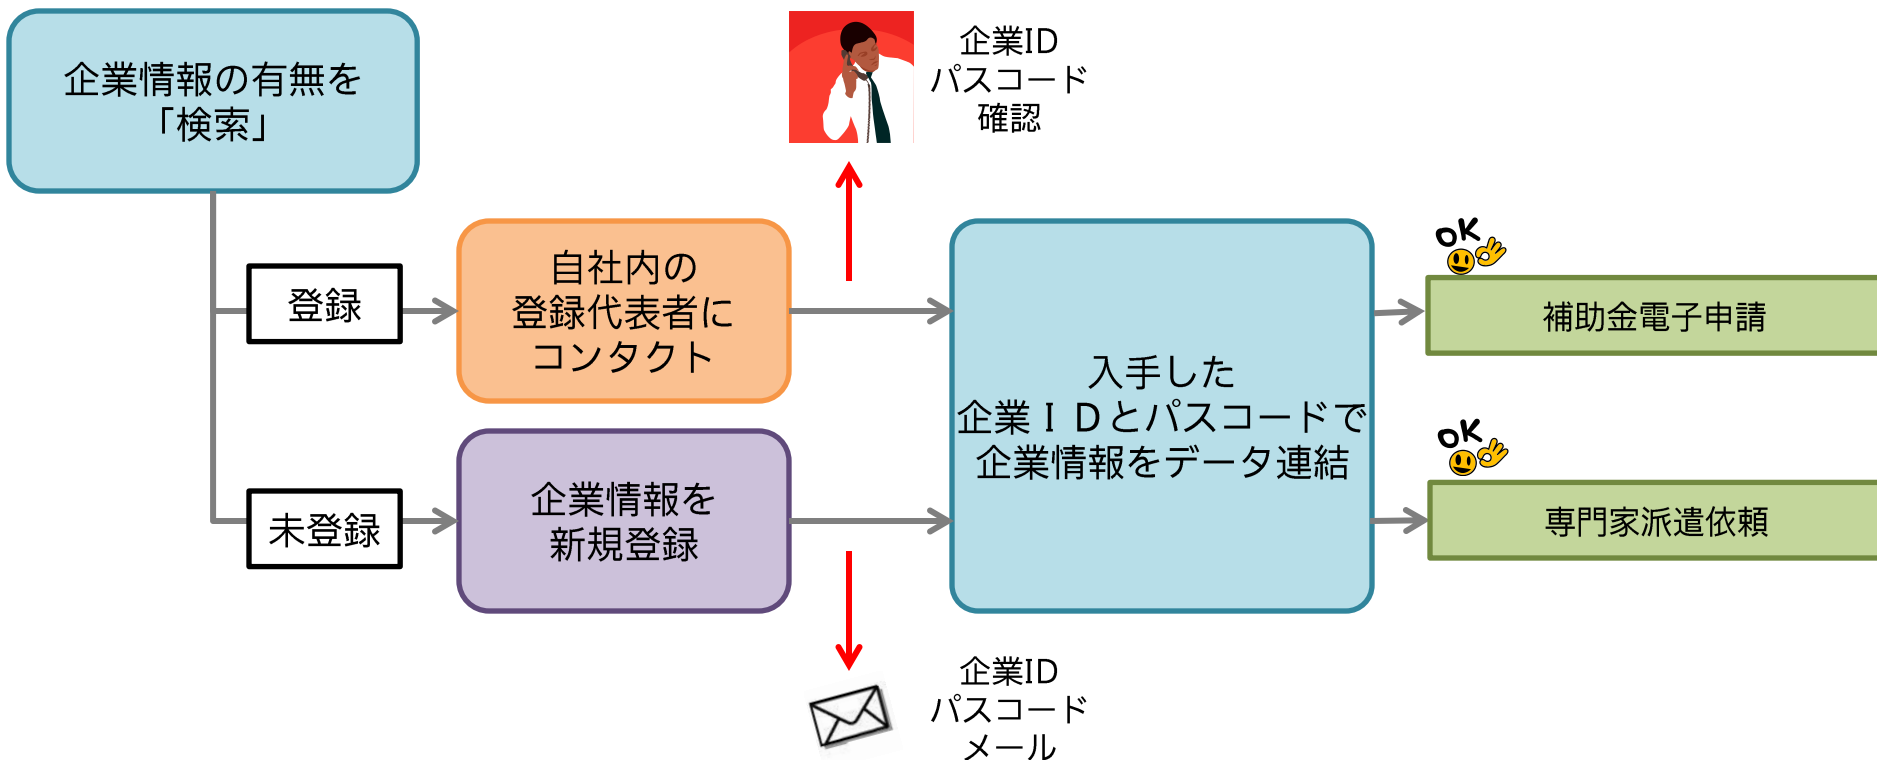 企業情報の有無を
「検索」
企業ID
パスコード
確認
登録
自社内の
登録代表者に
コンタクト
未登録
企業情報を
新規登録
入手した
企業ＩＤとパスコードで
企業情報をデータ連結
企業ID
パスコード
メール
OK
補助金電子申請
OK
専門家派遣依頼